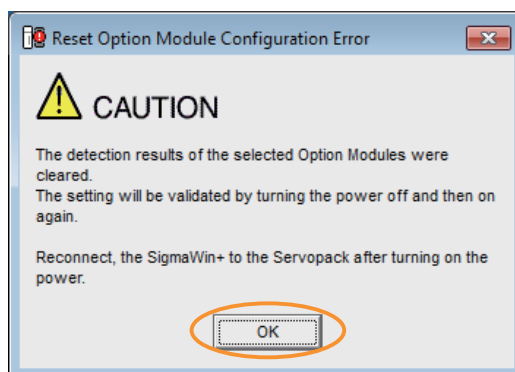 Reset Option Module Configuration Error
CAUTION
The detection results of the selected Option Modules were
cleared.
The setting will be validated by turning the power off and then on
again.
Reconnect, the SigmaWin+ to the Servopack after turning on the
power.
OK